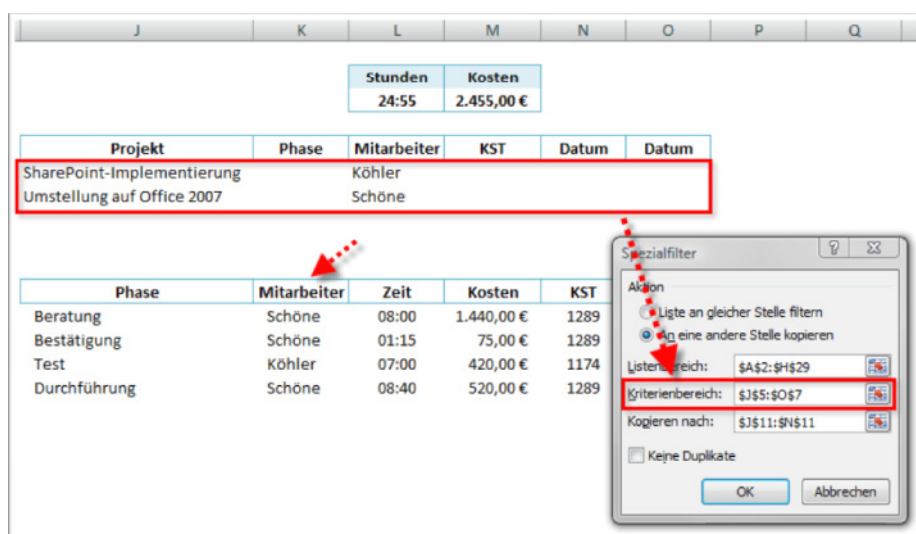 J K L M N O P Q
Stunden Kosten
24:55 2.455,00 €
Projekt Phase Mitarbeiter KST Datum Datum
SharePoint-Implementierung Köhler
Umstellung auf Office 2007 Schöne
Phase Mitarbeiter Zeit Kosten KST
Beratung Schöne 08:00 1.440,00 € 1289
Bestätigung Schöne 01:15 75,00 € 1289
Test Köhler 07:00 420,00 € 1174
Durchführung Schöne 08:40 520,00 € 1289
Spezialfilter
Aktion
Liste an gleicher Stelle filtern
An eine andere Stelle kopieren
Listenbereich: $A$2:$H$29
Kriterienbereich: $J$5:$O$7
Kopieren nach: $J$11:$N$11
Keine Duplikate
OK Abbrechen